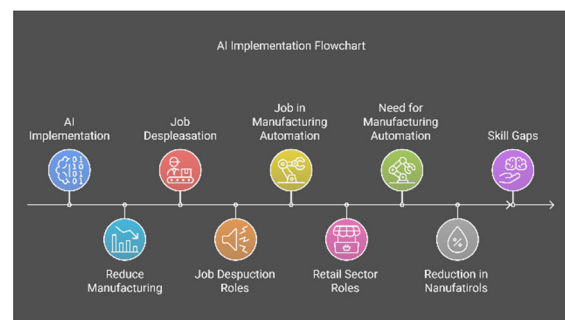 AI Implementation Flowchart
AI
Implementation
Job
Despleasation
Job in
Manufacturing
Automation
Need for
Manufacturing
Automation
Skill Gaps
Reduce
Manufacturing
Job Despuction
Roles
Retail Sector
Roles
Reduction in
Nanufatirols